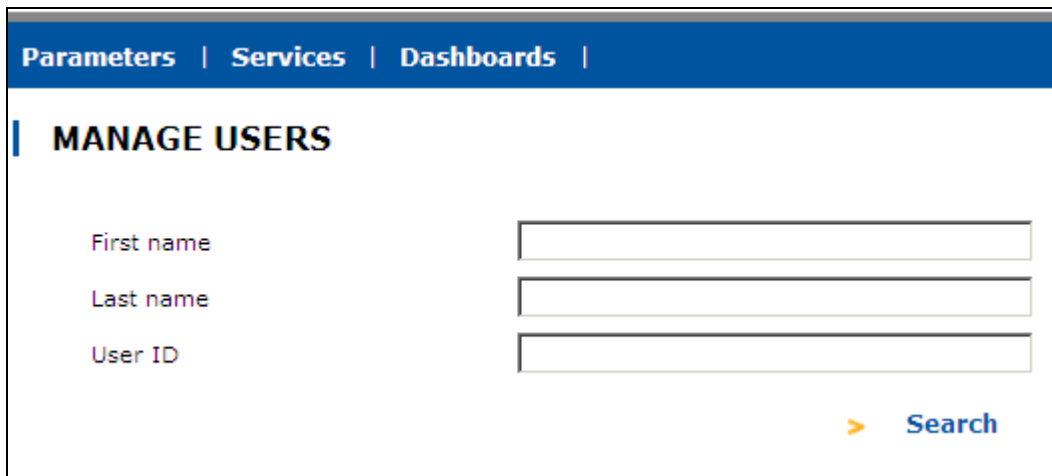 Parameters | Services | Dashboards |
MANAGE USERS
First name
Last name
User ID
> Search